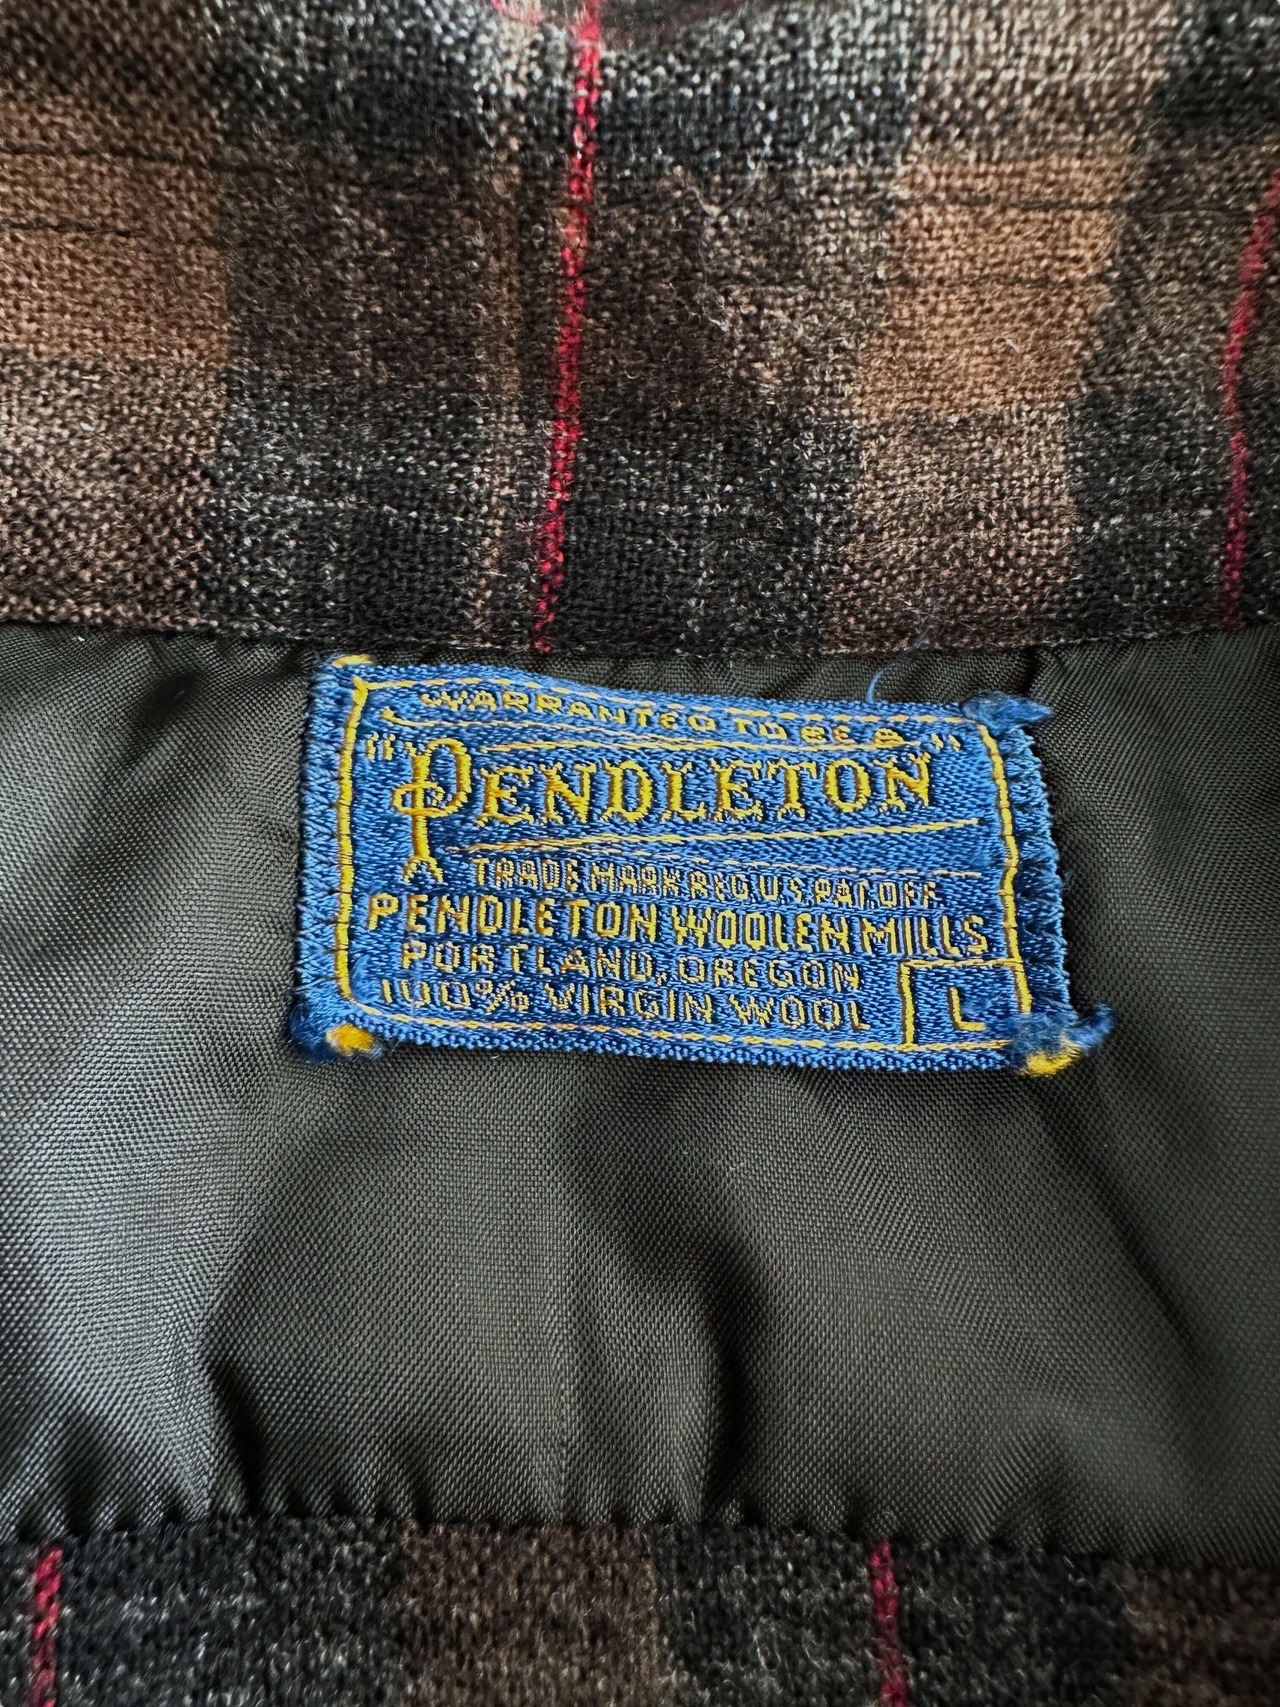 WARRANTED TO BE A
"PENDLETON"
TRADE MARK REG. U.S. PAT. OFF.
PENDLETON WOOLEN MILLS
PORTLAND, OREGON
100% VIRGIN WOOL
L